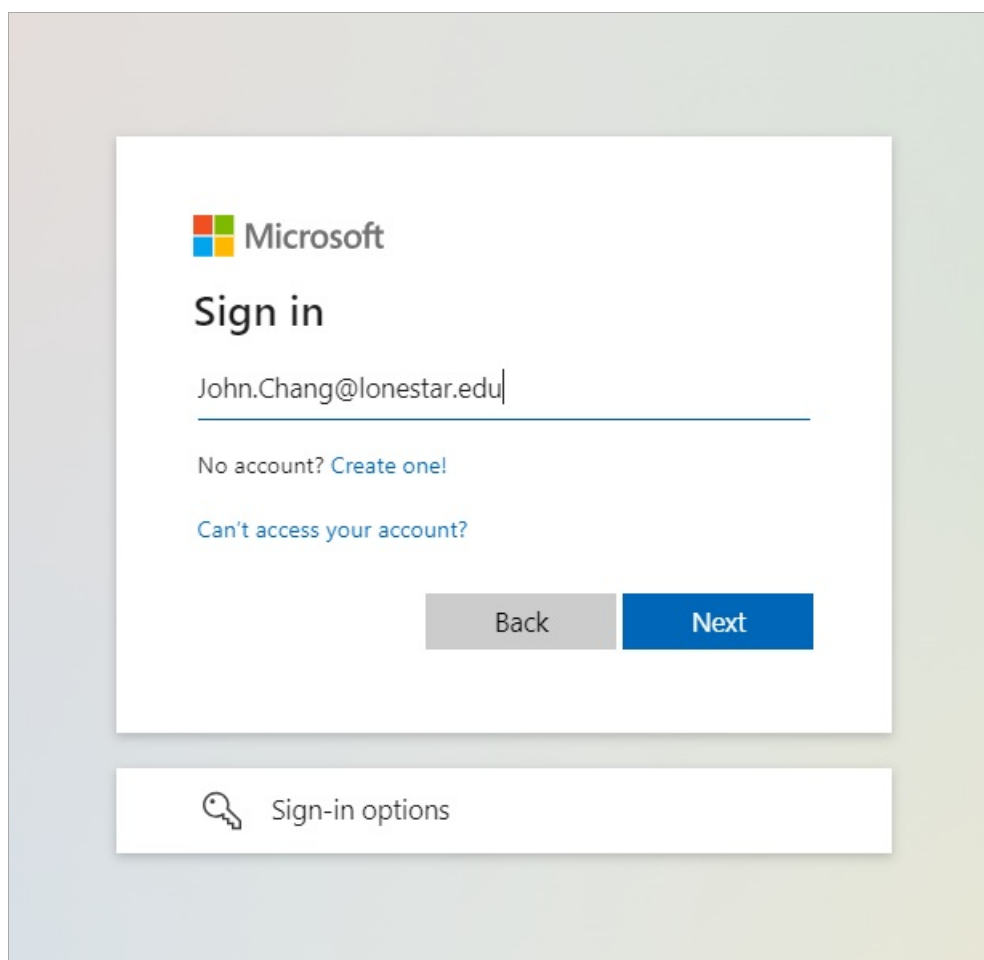 Microsoft
Sign in
John.Chang@lonestar.edu
No account? Create one!
Can't access your account?
Back Next
Sign-in options